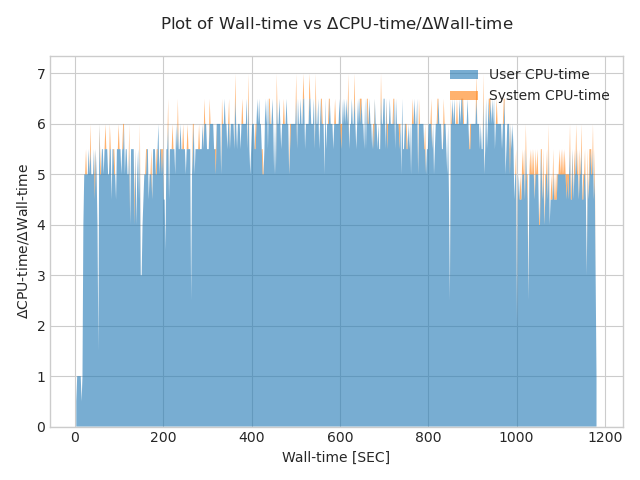 Plot of Wall-time vs ΔCPU-time/ΔWall-time
User CPU-time
System CPU-time
ΔCPU-time/ΔWall-time
7
6
5
4
3
2
1
0
0 200 400 600 800 1000 1200
Wall-time [SEC]